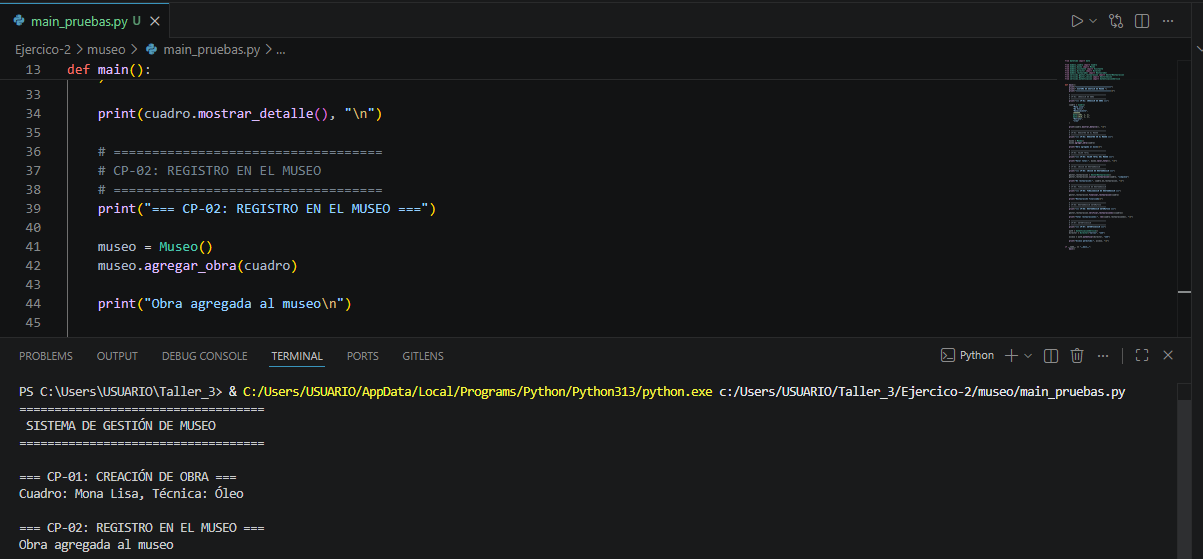 main_pruebas.py U
Ejercico-2 > museo > main_pruebas.py > ...
13 def main():
33
34 print(cuadro.mostrar_detalle(), "\n")
35
36 # ===================================
37 # CP-02: REGISTRO EN EL MUSEO
38 # ===================================
39 print("=== CP-02: REGISTRO EN EL MUSEO ===")
40
41 museo = Museo()
42 museo.agregar_obra(cuadro)
43
44 print("Obra agregada al museo\n")
45
PROBLEMS OUTPUT DEBUG CONSOLE TERMINAL PORTS GITLENS Python
PS C:\Users\USUARIO\Taller_3> & C:/Users/USUARIO/AppData/Local/Programs/Python/Python313/python.exe c:/Users/USUARIO/Taller_3/Ejercico-2/museo/main_pruebas.py
===================================
SISTEMA DE GESTIÓN DE MUSEO
===================================
=== CP-01: CREACIÓN DE OBRA ===
Cuadro: Mona Lisa, Técnica: Óleo
=== CP-02: REGISTRO EN EL MUSEO ===
Obra agregada al museo